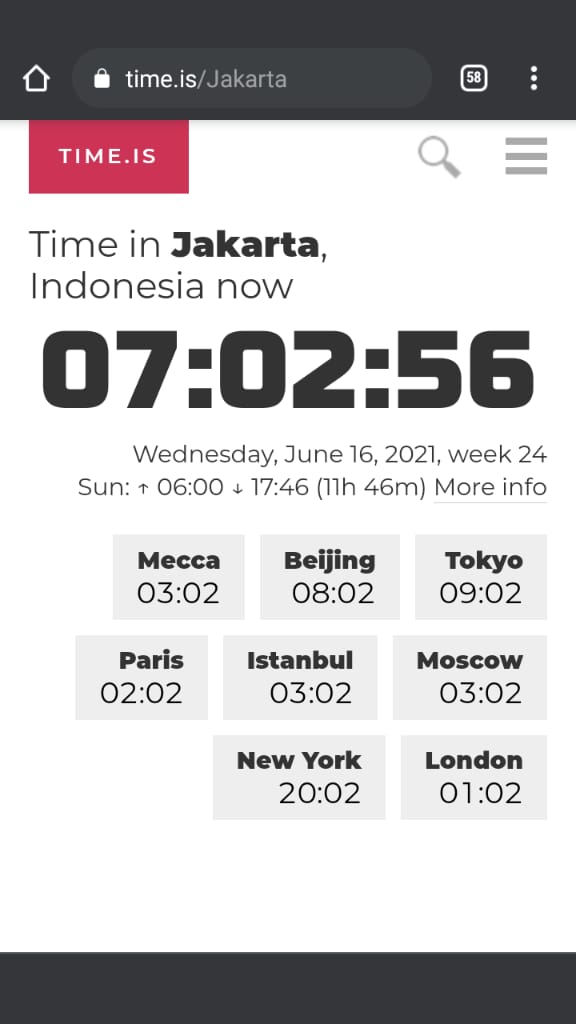 time.is/Jakarta
58
TIME.IS
Time in Jakarta,
Indonesia now
07:02:56
Wednesday, June 16, 2021, week 24
Sun: ↑ 06:00 ↓ 17:46 (11h 46m) More info
Mecca
03:02
Beijing
08:02
Tokyo
09:02
Paris
02:02
Istanbul
03:02
Moscow
03:02
New York
20:02
London
01:02